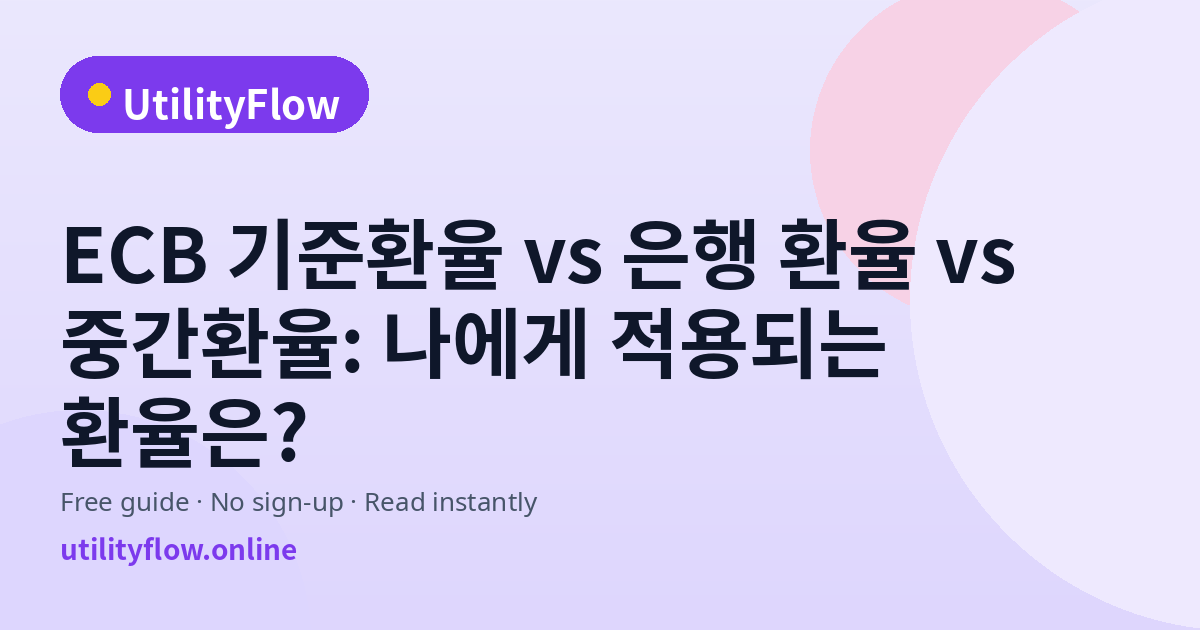 UtilityFlow
ECB 기준환율 vs 은행 환율 vs
중간환율: 나에게 적용되는
환율은?
Free guide · No sign-up · Read instantly
utilityflow.online